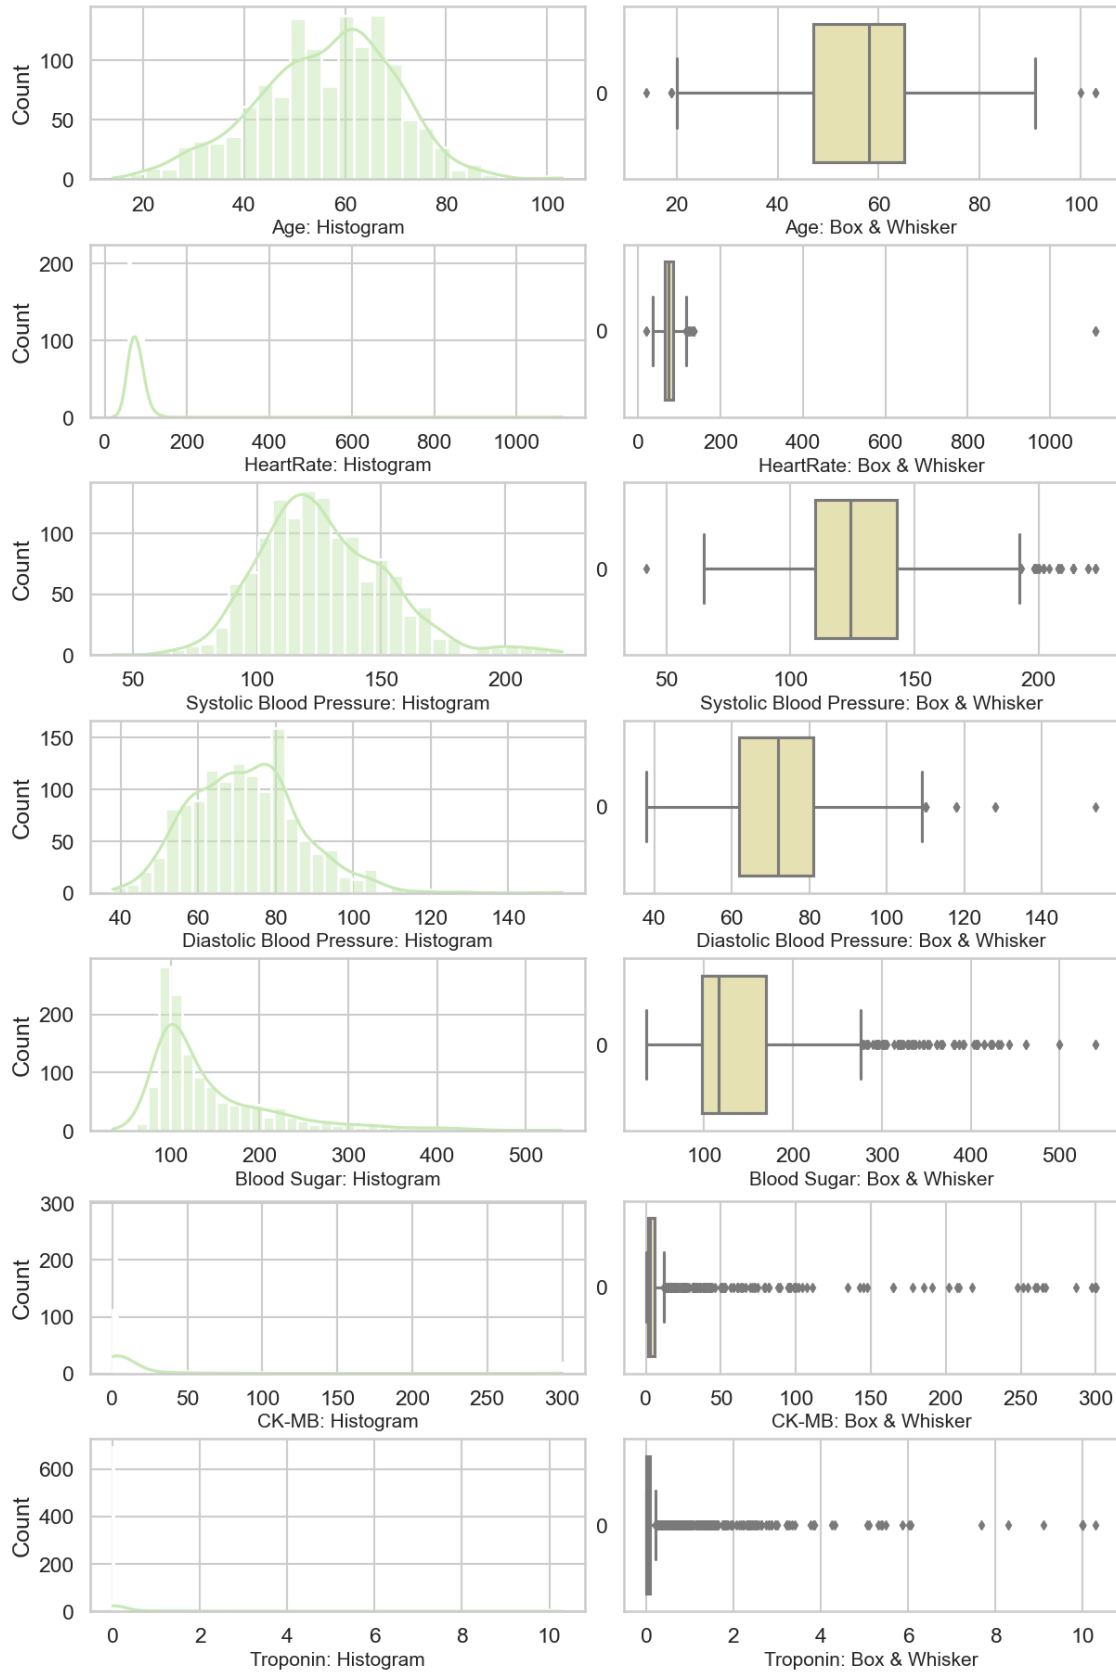 Count
100
50
0
20 40 60 80 100
Age: Histogram
0
20 40 60 80 100
Age: Box & Whisker
Count
200
100
0
0 200 400 600 800 1000
HeartRate: Histogram
0
0 200 400 600 800 1000
HeartRate: Box & Whisker
Count
100
50
0
50 100 150 200
Systolic Blood Pressure: Histogram
0
50 100 150 200
Systolic Blood Pressure: Box & Whisker
Count
150
100
50
0
40 60 80 100 120 140
Diastolic Blood Pressure: Histogram
0
40 60 80 100 120 140
Diastolic Blood Pressure: Box & Whisker
Count
200
100
0
100 200 300 400 500
Blood Sugar: Histogram
0
100 200 300 400 500
Blood Sugar: Box & Whisker
Count
300
200
100
0
0 50 100 150 200 250 300
CK-MB: Histogram
0
0 50 100 150 200 250 300
CK-MB: Box & Whisker
Count
600
400
200
0
0 2 4 6 8 10
Troponin: Histogram
0
0 2 4 6 8 10
Troponin: Box & Whisker